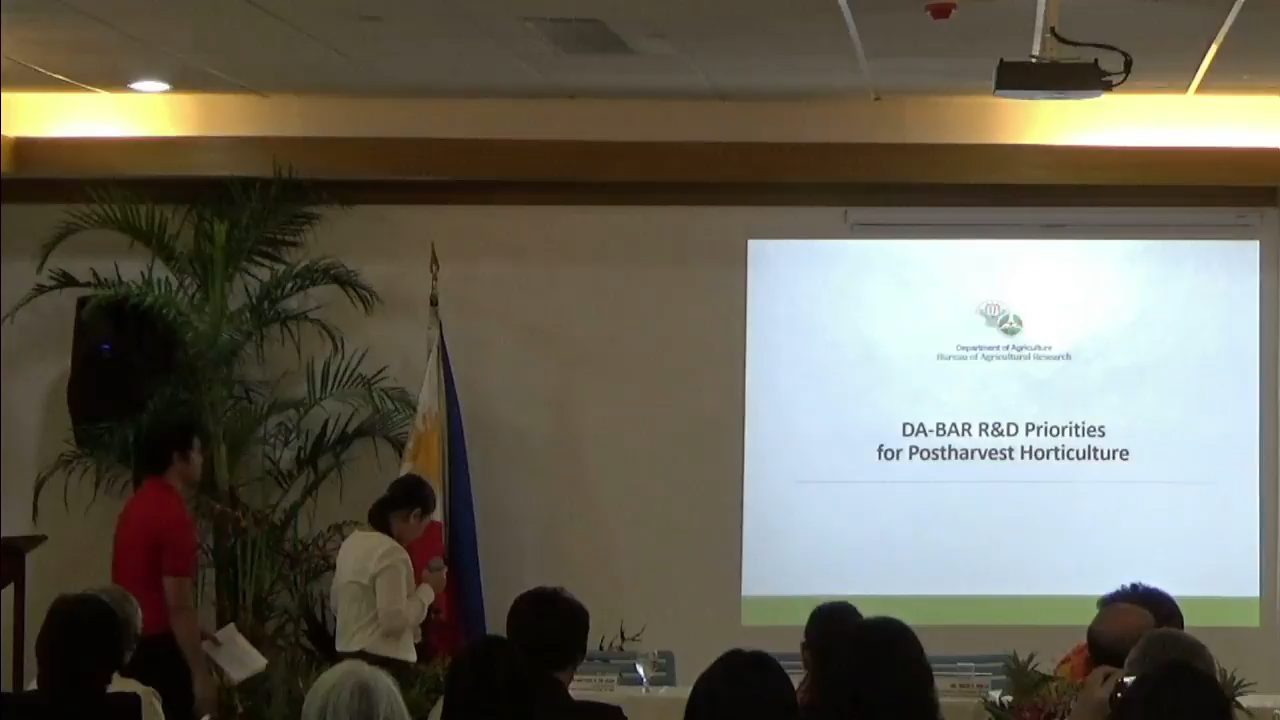 Department of Agriculture
Bureau of Agricultural Research
DA-BAR R&D Priorities
for Postharvest Horticulture